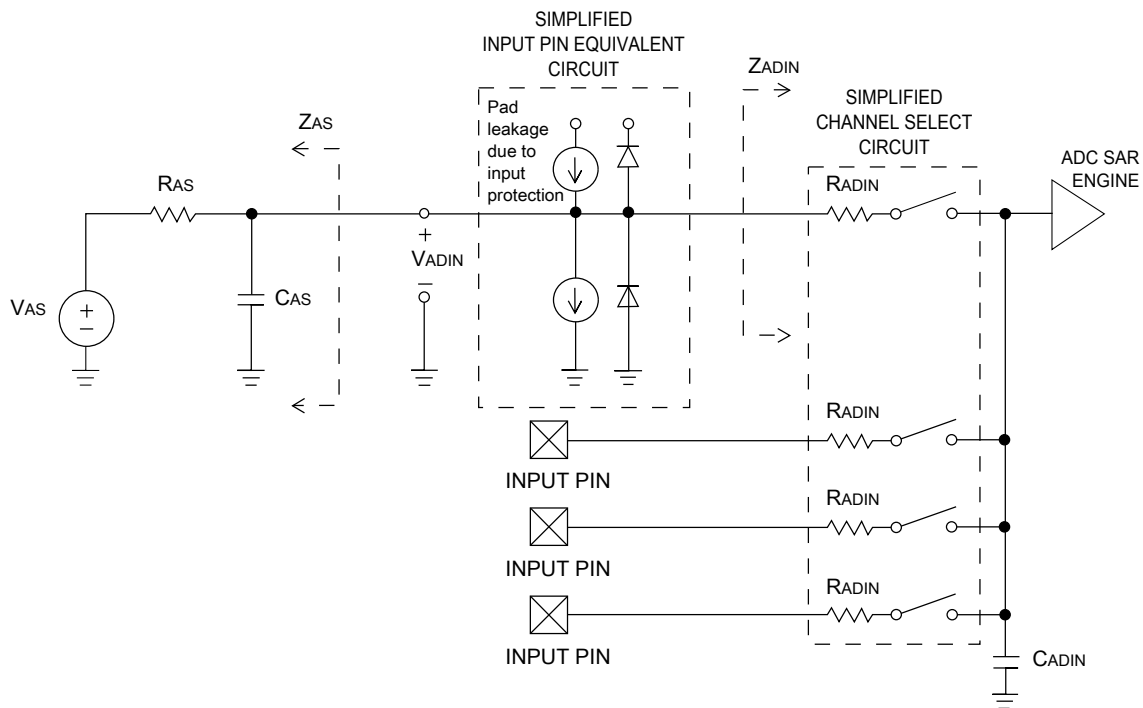 SIMPLIFIED
INPUT PIN EQUIVALENT
CIRCUIT
ZADIN
Pad
leakage
due to
input
protection
SIMPLIFIED
CHANNEL SELECT
CIRCUIT
ADC SAR
ENGINE
ZAS
RAS
RADIN
+
VADIN
–
CAS
VAS
+
–
RADIN
INPUT PIN
RADIN
INPUT PIN
RADIN
INPUT PIN
CADIN